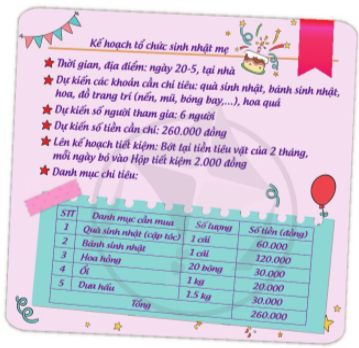 Kế hoạch tổ chức sinh nhật mẹ
Thời gian, địa điểm: ngày 20-5, tại nhà
Dự kiến các khoản cần chi tiêu: quà sinh nhật, bánh sinh nhật,
hoa, đồ trang trí (nến, mũ, bóng bay,...), hoa quả
Dự kiến số người tham gia: 6 người
Dự kiến số tiền cần chi: 260.000 đồng
Lên kế hoạch tiết kiệm: Bớt tại tiền tiêu vặt của 2 tháng,
mỗi ngày bỏ vào Hộp tiết kiệm 2.000 đồng
Danh mục chi tiêu:
STT Danh mục cần mua Số lượng Số tiền (đồng)
1 Quà sinh nhật (cặp tóc) 1 cái 60.000
2 Bánh sinh nhật 1 cái 120.000
3 Hoa hồng 20 bông 30.000
4 Ổi 1 kg 20.000
5 Dưa hấu 1.5 kg 30.000
Tổng 260.000